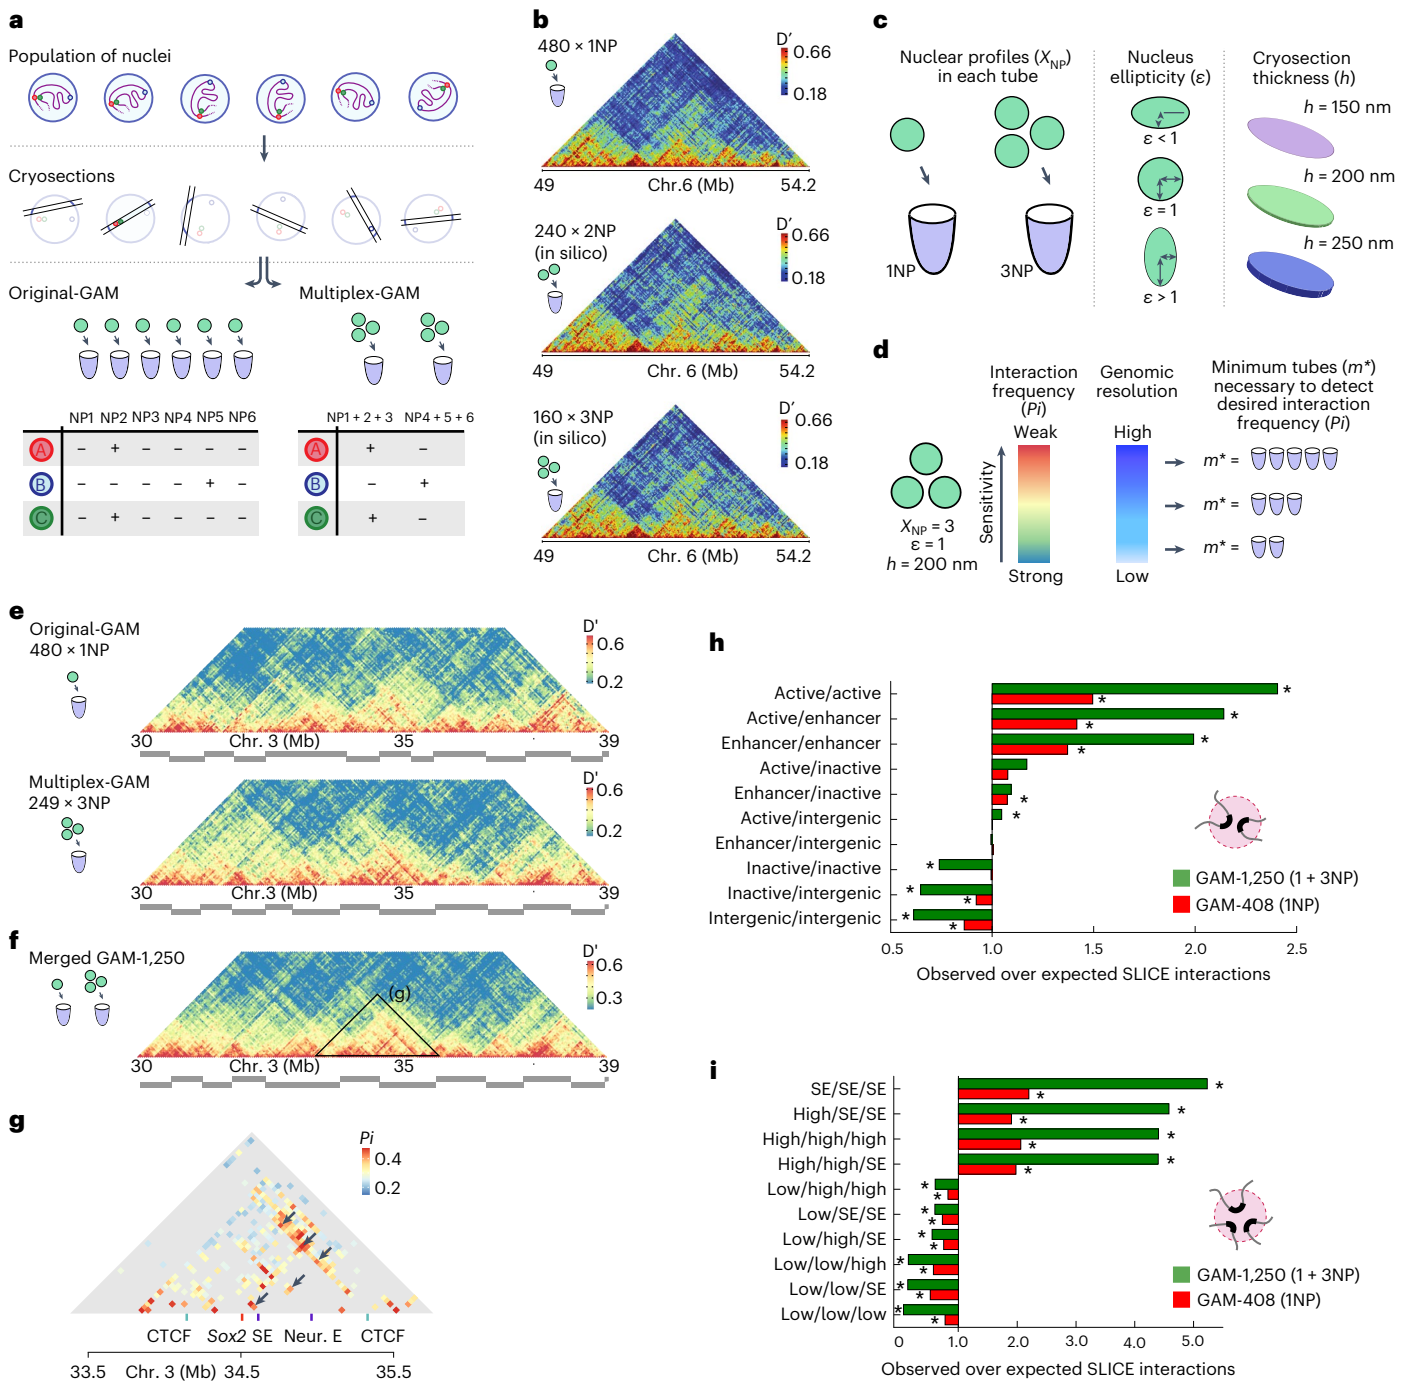 a
Population of nuclei
Cryosections
Original-GAM
Multiplex-GAM
NP1 NP2 NP3 NP4 NP5 NP6
A − + − − − −
B − − − − + −
C − + − − − −
NP1 + 2 + 3 NP4 + 5 + 6
A + −
B − +
C + −
b
480 × 1NP
D′
0.66
0.18
49 Chr.6 (Mb) 54.2
240 × 2NP
(in silico)
D′
0.66
0.18
49 Chr. 6 (Mb) 54.2
160 × 3NP
(in silico)
D′
0.66
0.18
49 Chr. 6 (Mb) 54.2
c
Nuclear profiles (XNP)
in each tube
1NP
3NP
Nucleus
ellipticity (ε)
ε < 1
ε = 1
ε > 1
Cryosection
thickness (h)
h = 150 nm
h = 200 nm
h = 250 nm
d
XNP = 3
ε = 1
h = 200 nm
Sensitivity
Interaction
frequency
(Pi)
Weak
Strong
Genomic
resolution
High
Low
Minimum tubes (m*)
necessary to detect
desired interaction
frequency (Pi)
m* =
m* =
m* =
e
Original-GAM
480 × 1NP
D'
0.6
0.2
30 Chr. 3 (Mb) 35 39
Multiplex-GAM
249 × 3NP
D'
0.6
0.2
30 Chr.3 (Mb) 35 39
f
Merged GAM-1,250
D'
0.6
0.3
(g)
30 Chr. 3 (Mb) 35 39
g
Pi
0.4
0.2
CTCF Sox2 SE Neur. E CTCF
33.5 Chr. 3 (Mb) 34.5 35.5
h
Active/active * *
Active/enhancer * *
Enhancer/enhancer * *
Active/inactive
Enhancer/inactive *
Active/intergenic *
Enhancer/intergenic
Inactive/inactive *
Inactive/intergenic * *
Intergenic/intergenic * *
GAM-1,250 (1 + 3NP)
GAM-408 (1NP)
0.5 1.0 1.5 2.0 2.5
Observed over expected SLICE interactions
i
SE/SE/SE * *
High/SE/SE * *
High/high/high * *
High/high/SE * *
Low/high/high * *
Low/SE/SE * *
Low/high/SE * *
Low/low/high * *
Low/low/SE * *
Low/low/low * *
GAM-1,250 (1 + 3NP)
GAM-408 (1NP)
0 1.0 2.0 3.0 4.0 5.0
Observed over expected SLICE interactions